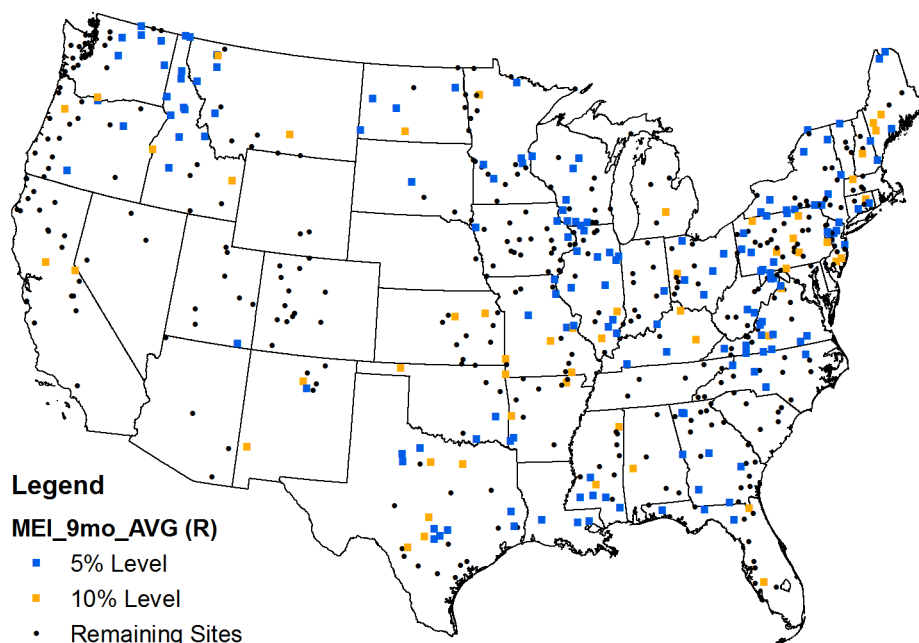 Legend
MEI_9mo_AVG (R)
5% Level
10% Level
Remaining Sites